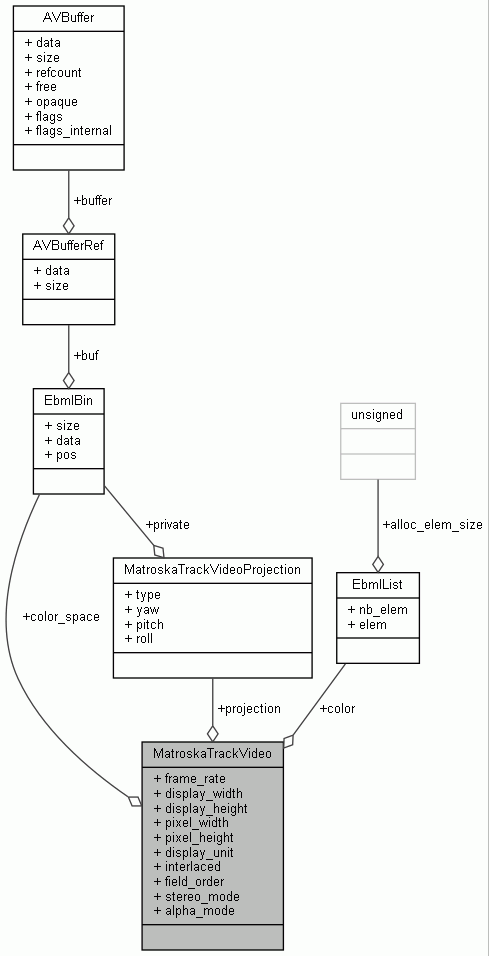 AVBuffer
+ data
+ size
+ refcount
+ free
+ opaque
+ flags
+ flags_internal
+buffer
AVBufferRef
+ data
+ size
+buf
EbmlBin
+ size
+ data
+ pos
unsigned
+private
+alloc_elem_size
+color_space
MatroskaTrackVideoProjection
+ type
+ yaw
+ pitch
+ roll
EbmlList
+ nb_elem
+ elem
+projection
+color
MatroskaTrackVideo
+ frame_rate
+ display_width
+ display_height
+ pixel_width
+ pixel_height
+ display_unit
+ interlaced
+ field_order
+ stereo_mode
+ alpha_mode